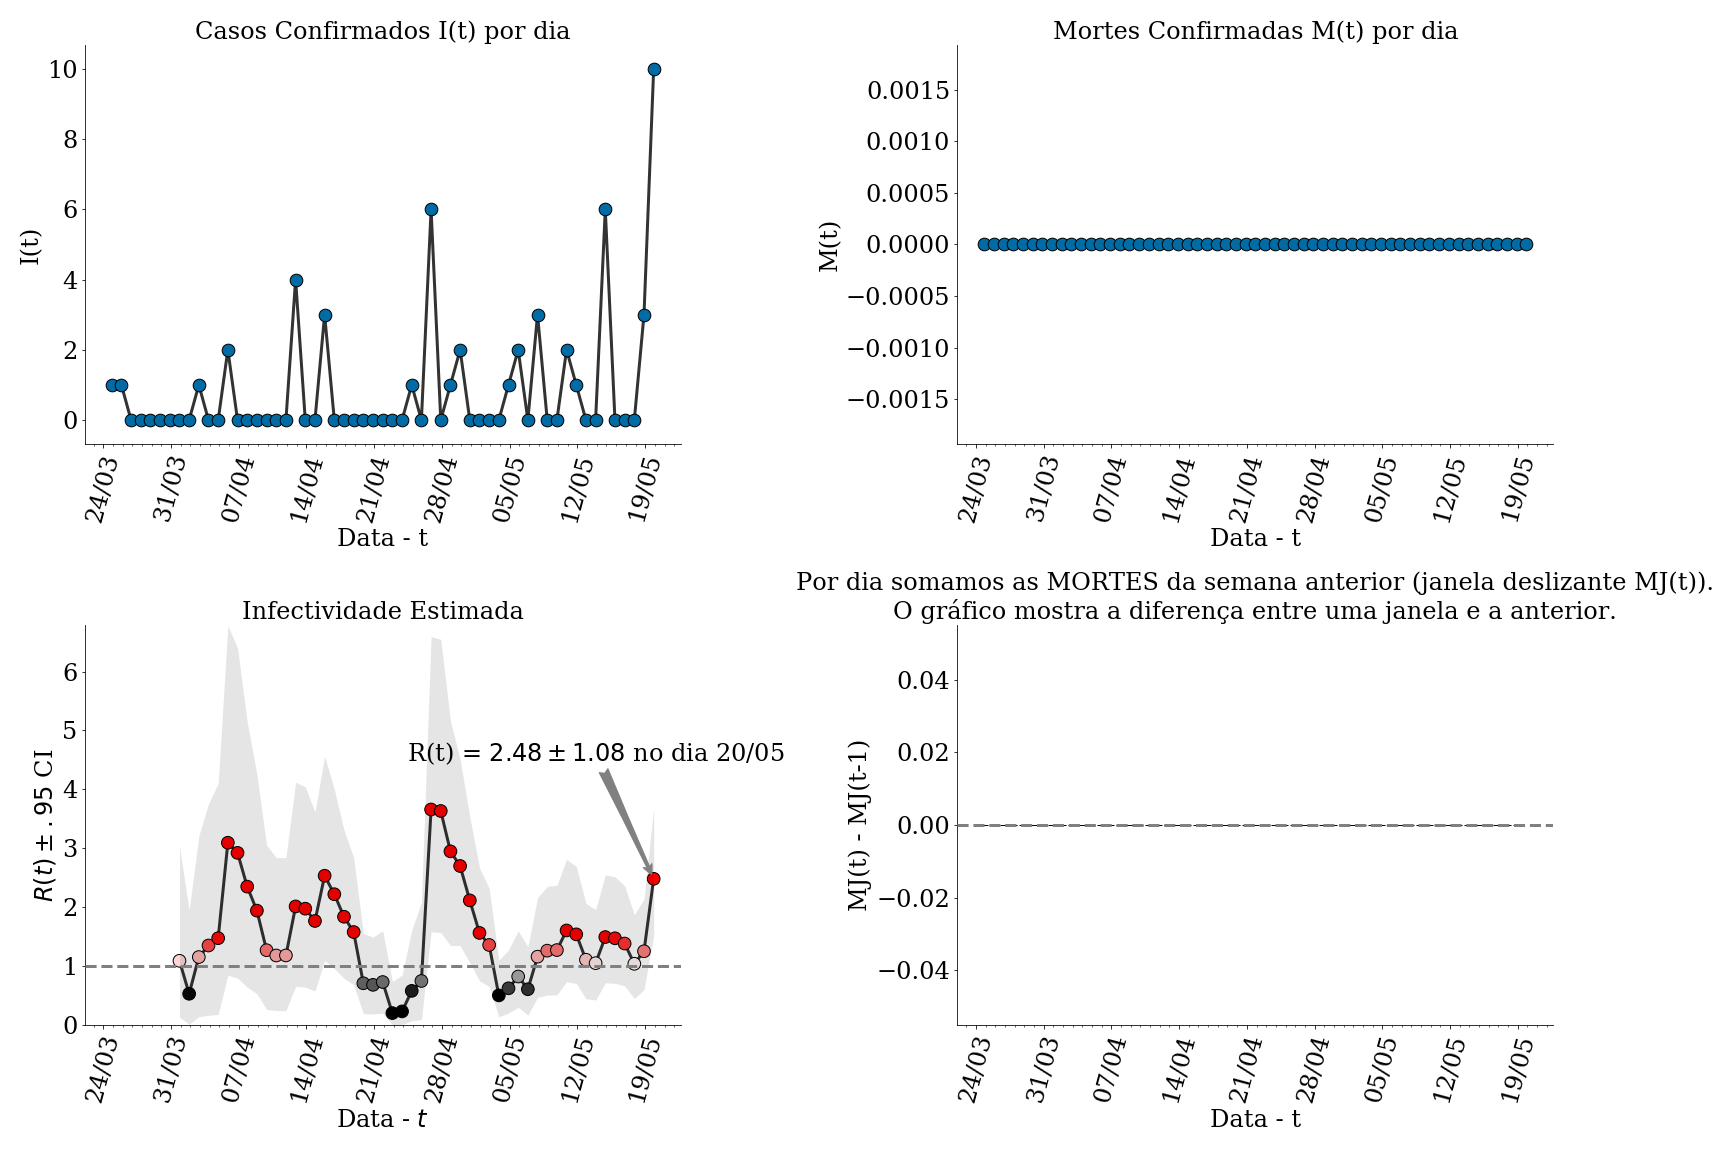 Casos Confirmados I(t) por dia
I(t)
10
8
6
4
2
0
24/03 31/03 07/04 14/04 21/04 28/04 05/05 12/05 19/05
Data - t
Mortes Confirmadas M(t) por dia
M(t)
0.0015
0.0010
0.0005
0.0000
−0.0005
−0.0010
−0.0015
24/03 31/03 07/04 14/04 21/04 28/04 05/05 12/05 19/05
Data - t
Infectividade Estimada
R(t) ± .95 CI
6
5
4
3
2
1
0
R(t) = 2.48 ± 1.08 no dia 20/05
24/03 31/03 07/04 14/04 21/04 28/04 05/05 12/05 19/05
Data - t
Por dia somamos as MORTES da semana anterior (janela deslizante MJ(t)).
O gráfico mostra a diferença entre uma janela e a anterior.
MJ(t) - MJ(t-1)
0.04
0.02
0.00
−0.02
−0.04
24/03 31/03 07/04 14/04 21/04 28/04 05/05 12/05 19/05
Data - t